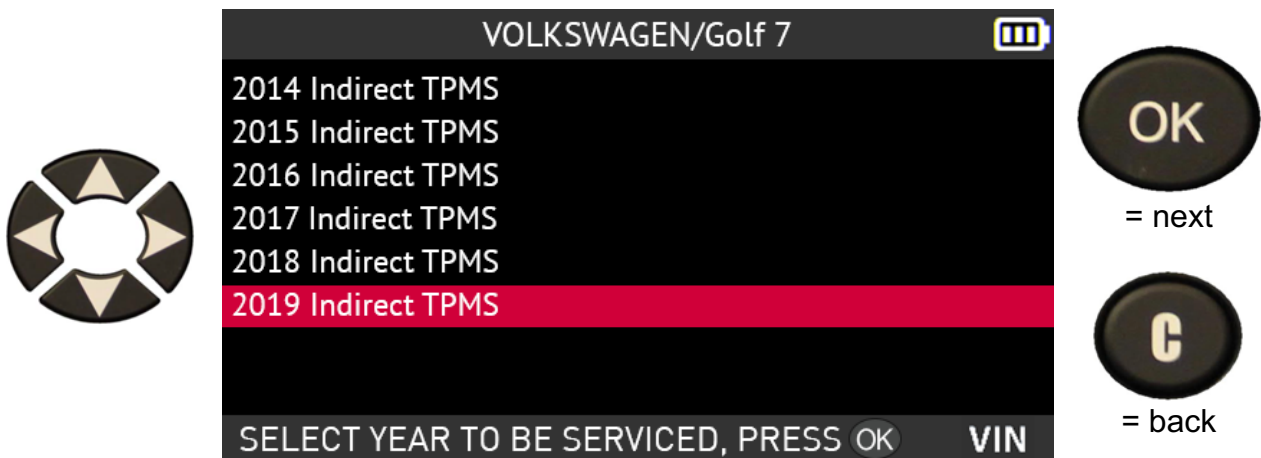 VOLKSWAGEN/Golf 7
2014 Indirect TPMS
2015 Indirect TPMS
2016 Indirect TPMS
2017 Indirect TPMS
2018 Indirect TPMS
2019 Indirect TPMS
SELECT YEAR TO BE SERVICED, PRESS OK VIN
OK
= next
C
= back